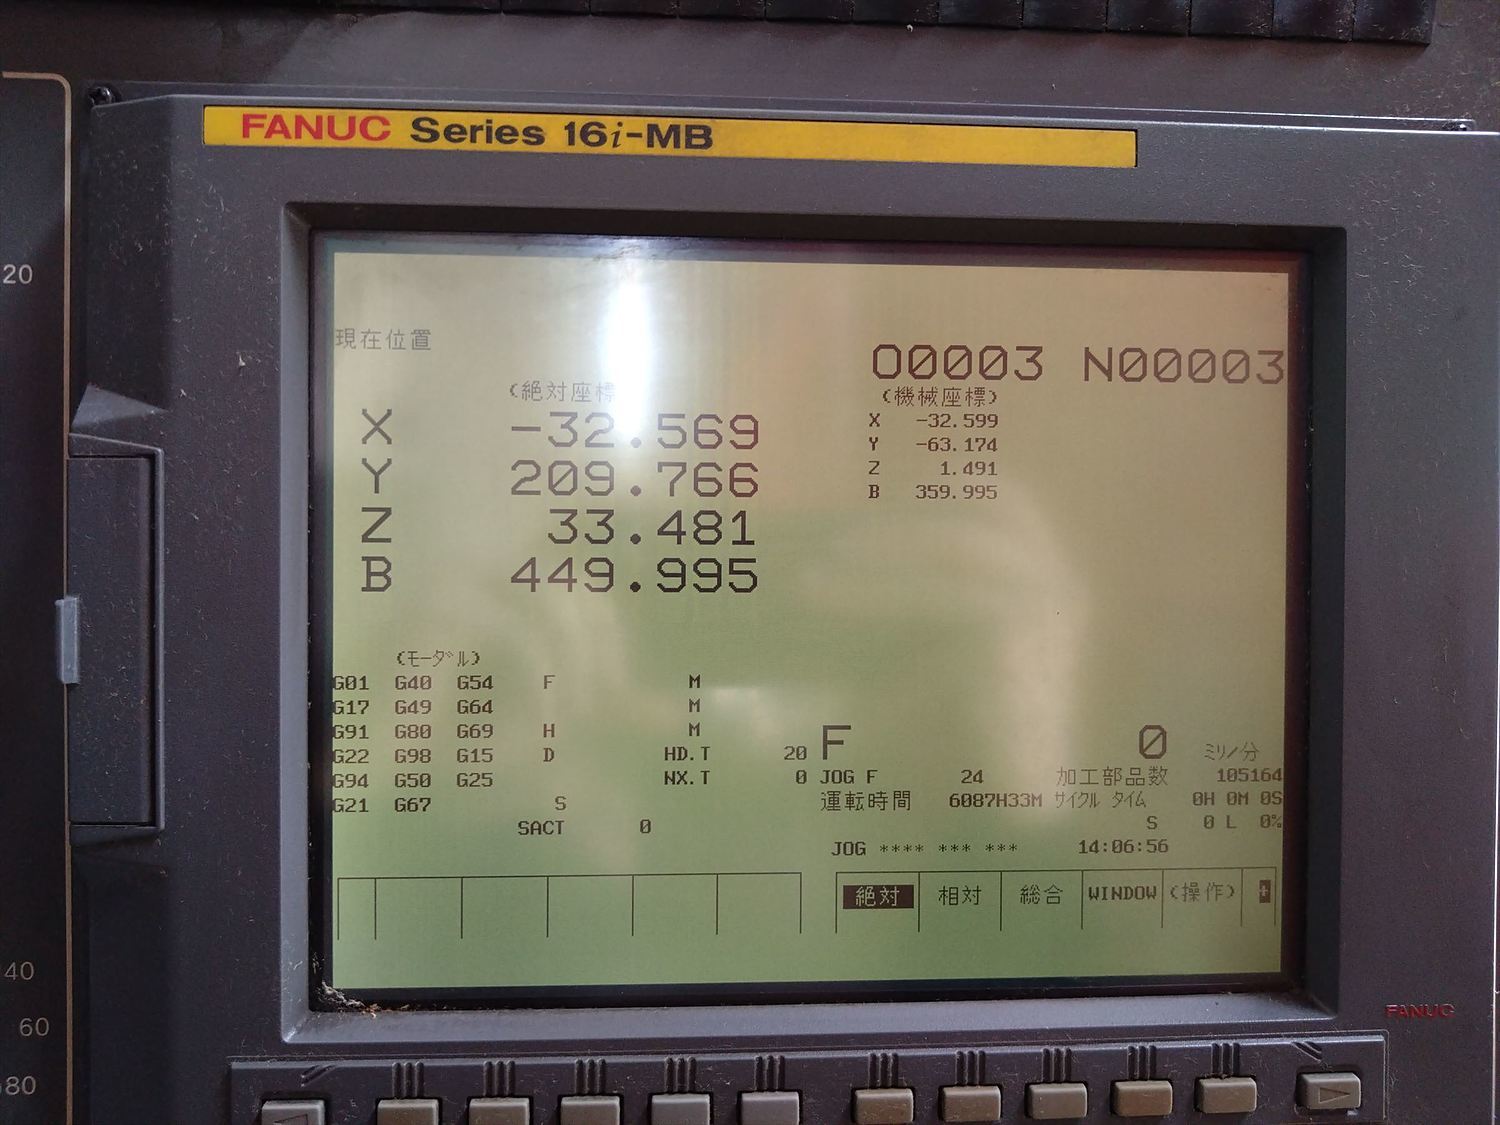 FANUC Series 16i-MB
20
現在位置
O0003 N00003
(絶対座標
(機械座標)
X -32.569
Y 209.766
Z 33.481
B 449.995
X -32.599
Y -63.174
Z 1.491
B 359.995
(モーダル)
G01 G40 G54 F M
G17 G49 G64 M
G91 G80 G69 H M
G22 G98 G15 D HD.T 20
G94 G50 G25 NX.T 0
G21 G67 S
SACT 0
F 0 ミリ/分
JOG F 24 加工部品数 105164
運転時間 6087H33M サイクル タイム 0H 0M 0S
S 0 L 0%
JOG **** *** *** 14:06:56
絶対 相対 総合 WINDOW (操作) +
40
60
80
FANUC